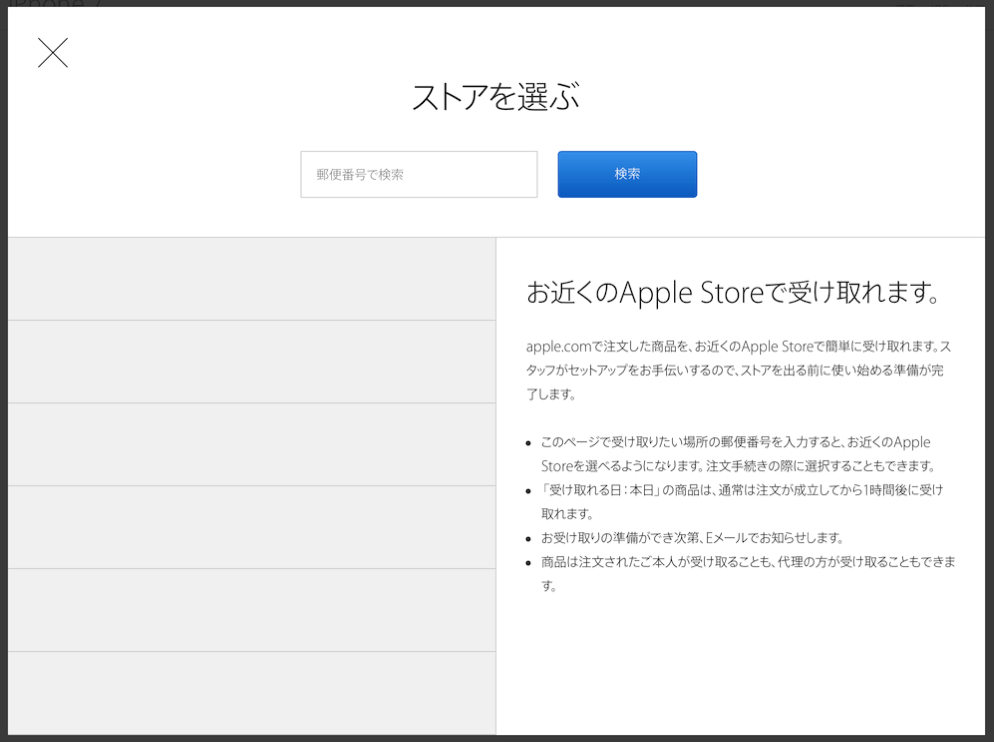 iPhone 7
ストアを選ぶ
郵便番号で検索
検索
お近くのApple Storeで受け取れます。
apple.comで注文した商品を、お近くのApple Storeで簡単に受け取れます。ス
タッフがセットアップをお手伝いするので、ストアを出る前に使い始める準備が完
了します。
このページで受け取りたい場所の郵便番号を入力すると、お近くのApple
Storeを選べるようになります。注文手続きの際に選択することもできます。
「受け取れる日：本日」の商品は、通常は注文が成立してから1時間後に受け
取れます。
お受け取りの準備ができ次第、Eメールでお知らせします。
商品は注文されたご本人が受け取ることも、代理の方が受け取ることもできま
す。